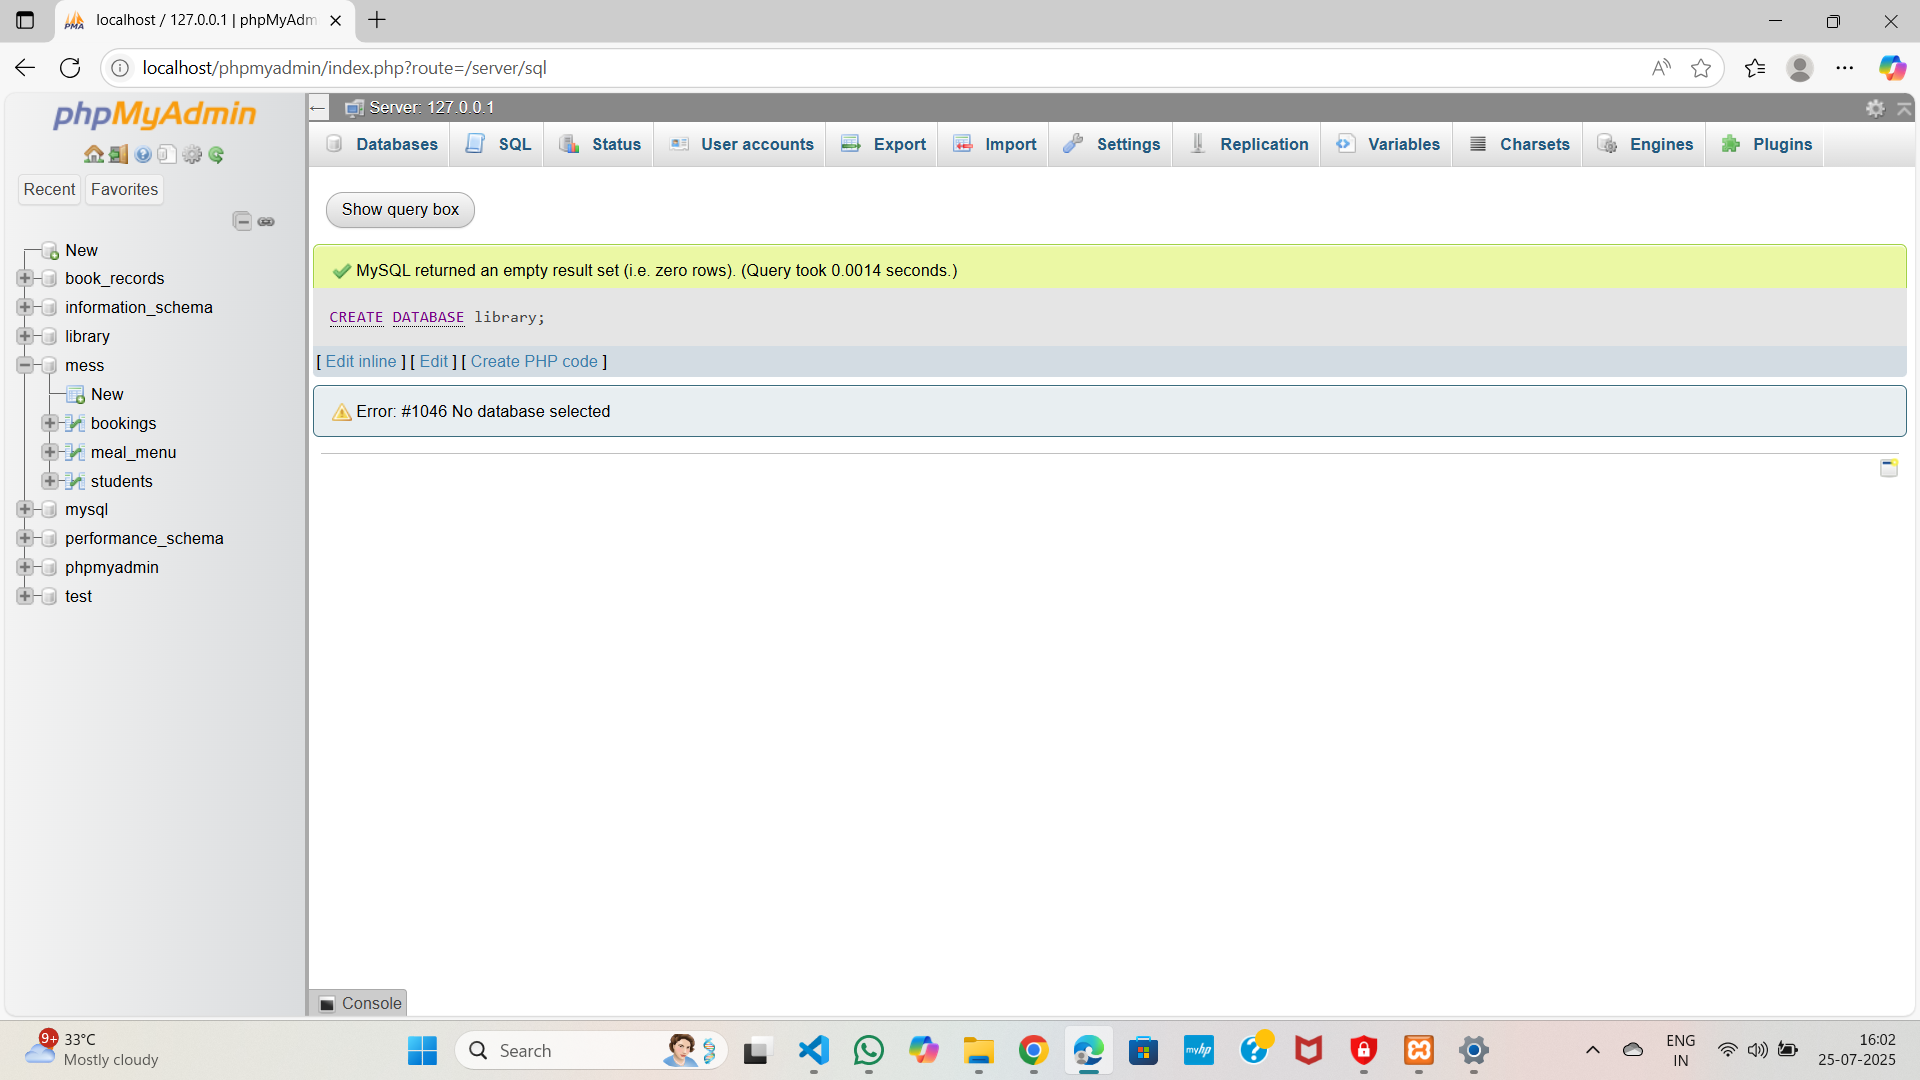 localhost / 127.0.0.1 | phpMyAdm
localhost/phpmyadmin/index.php?route=/server/sql
phpMyAdmin
Recent
Favorites
New
book_records
information_schema
library
mess
New
bookings
meal_menu
students
mysql
performance_schema
phpmyadmin
test
Server: 127.0.0.1
Databases
SQL
Status
User accounts
Export
Import
Settings
Replication
Variables
Charsets
Engines
Plugins
Show query box
MySQL returned an empty result set (i.e. zero rows). (Query took 0.0014 seconds.)
CREATE DATABASE library;
[ Edit inline ] [ Edit ] [ Create PHP code ]
Error: #1046 No database selected
Console
9+
33°C
Mostly cloudy
Search
myhp
ENG
IN
16:02
25-07-2025